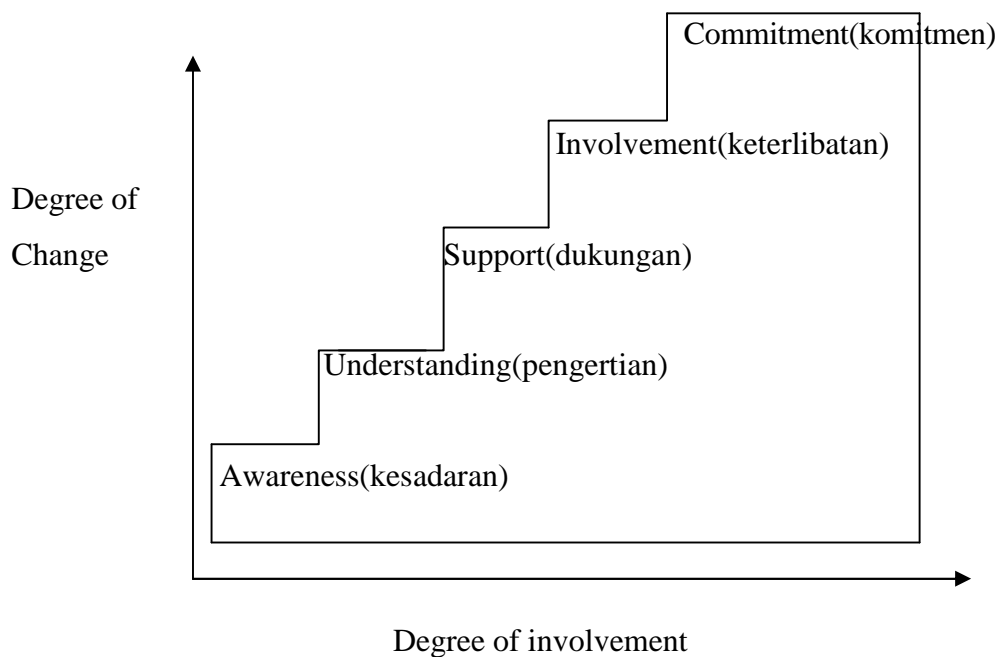 Commitment(komitmen)
Involvement(keterlibatan)
Degree of
Change
Support(dukungan)
Understanding(pengertian)
Awareness(kesadaran)
Degree of involvement